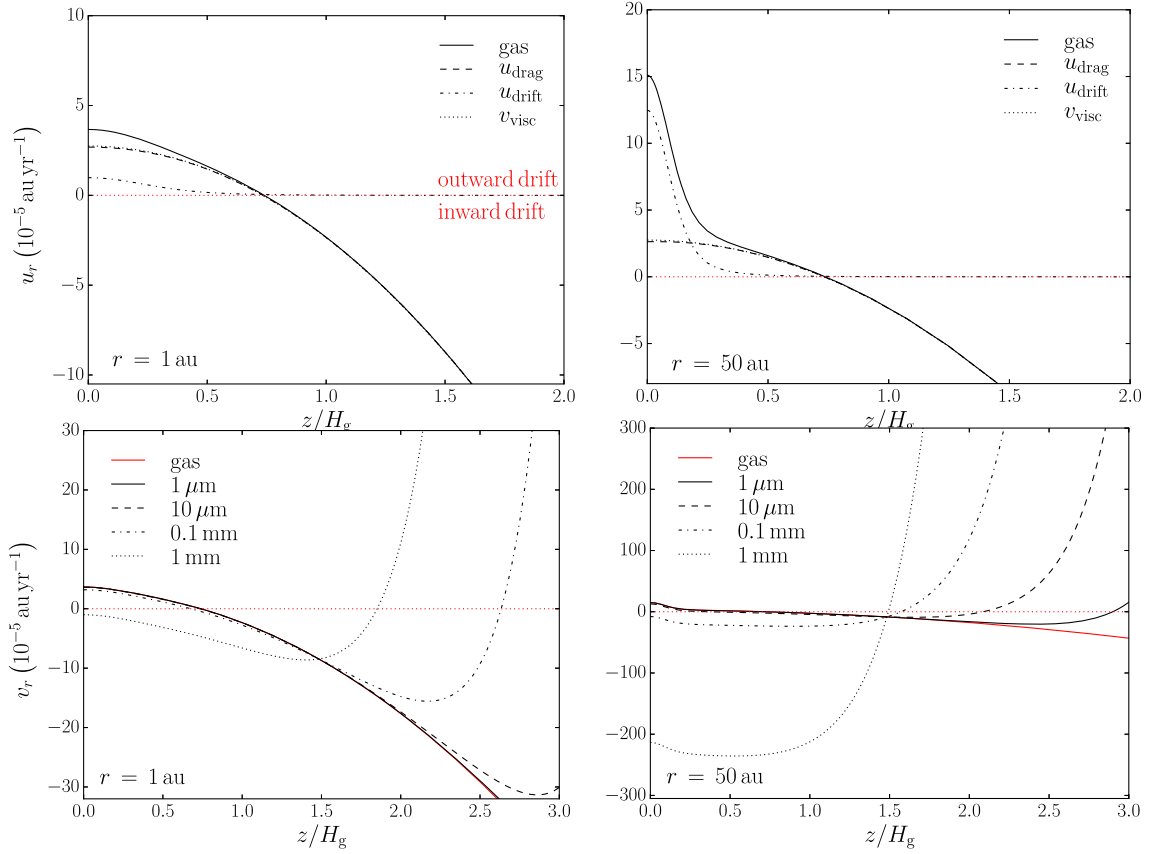 10
5
0
−5
−10
u_r (10⁻⁵ au yr⁻¹)
gas
u_drag
u_drift
v_visc
outward drift
inward drift
r = 1 au
0.0 0.5 1.0 1.5 2.0
z/H_g
20
15
10
5
0
−5
gas
u_drag
u_drift
v_visc
r = 50 au
0.0 0.5 1.0 1.5 2.0
z/H_g
30
20
10
0
−10
−20
−30
v_r (10⁻⁵ au yr⁻¹)
gas
1 μm
10 μm
0.1 mm
1 mm
r = 1 au
0.0 0.5 1.0 1.5 2.0 2.5 3.0
z/H_g
300
200
100
0
−100
−200
−300
gas
1 μm
10 μm
0.1 mm
1 mm
r = 50 au
0.0 0.5 1.0 1.5 2.0 2.5 3.0
z/H_g